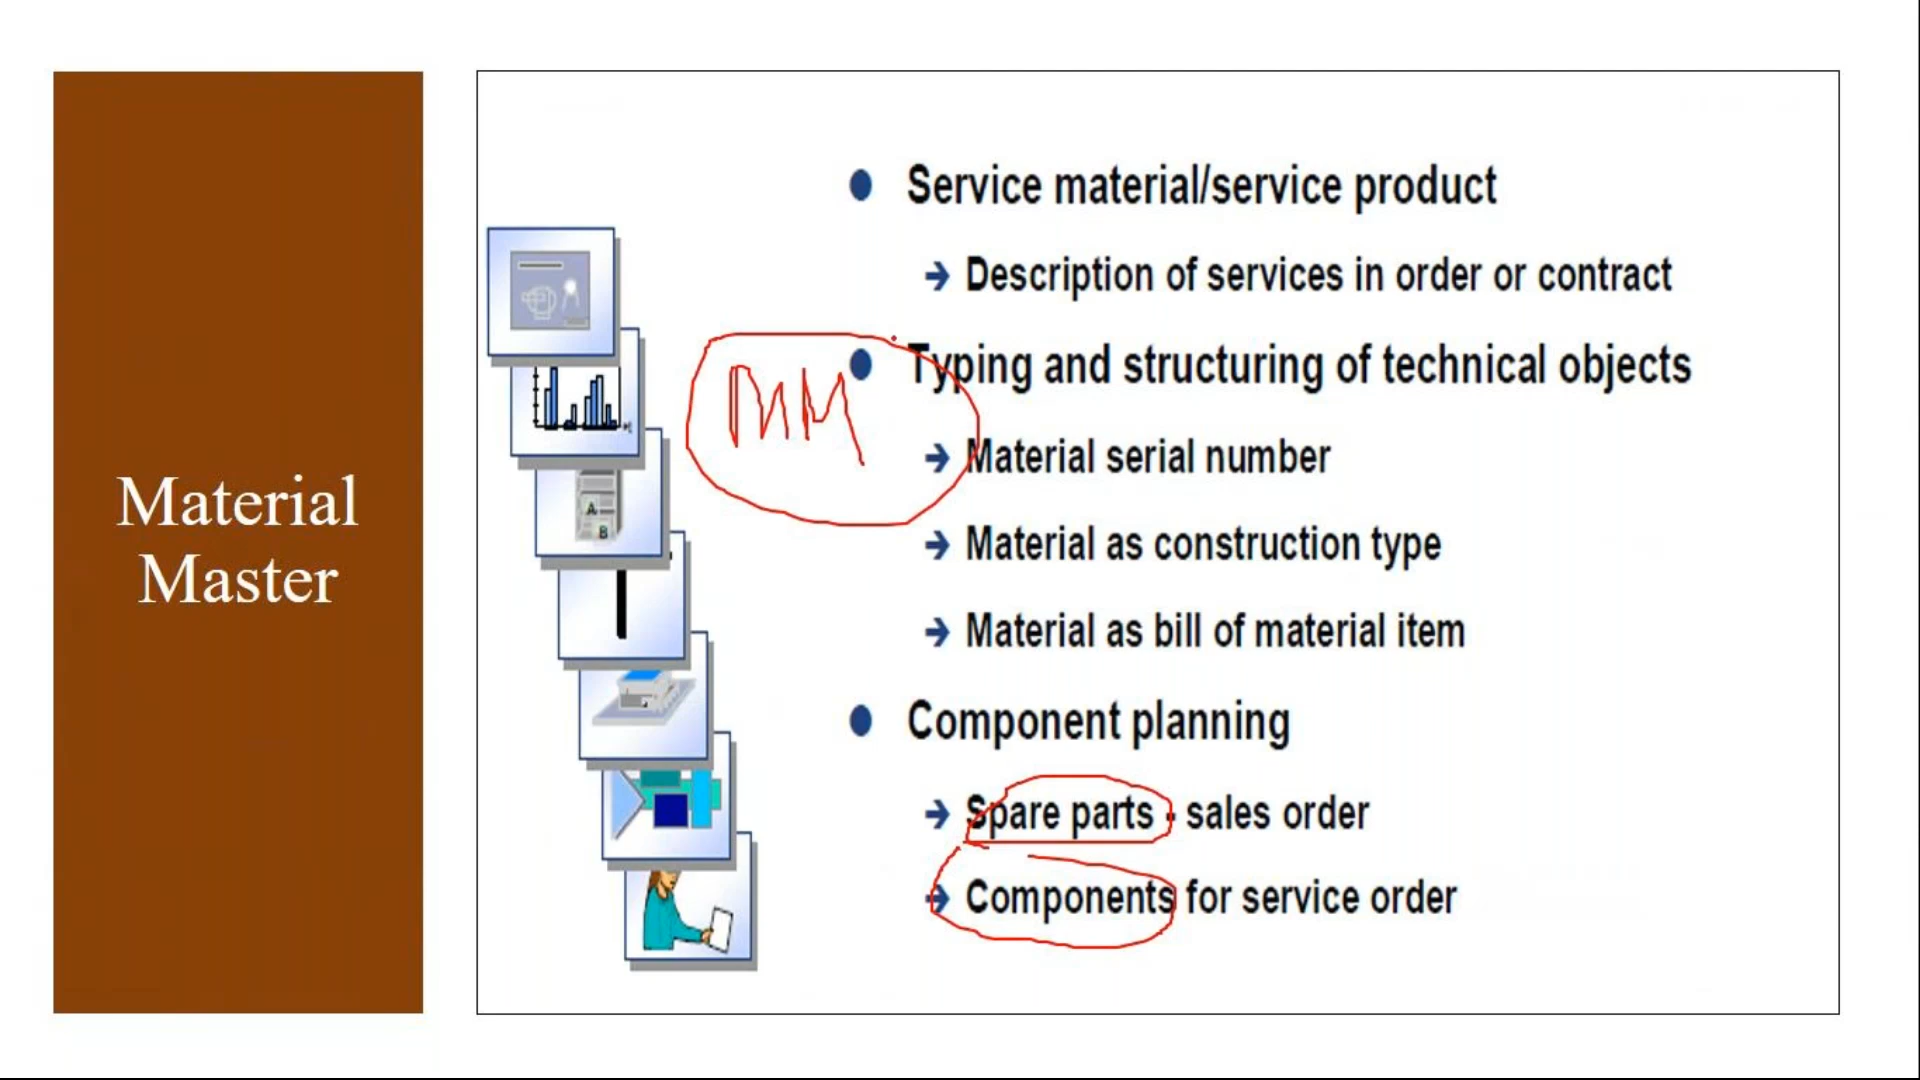 Material
Master
Service material/service product
Description of services in order or contract
MM
Typing and structuring of technical objects
Material serial number
Material as construction type
Material as bill of material item
Component planning
Spare parts - sales order
Components for service order
A
B